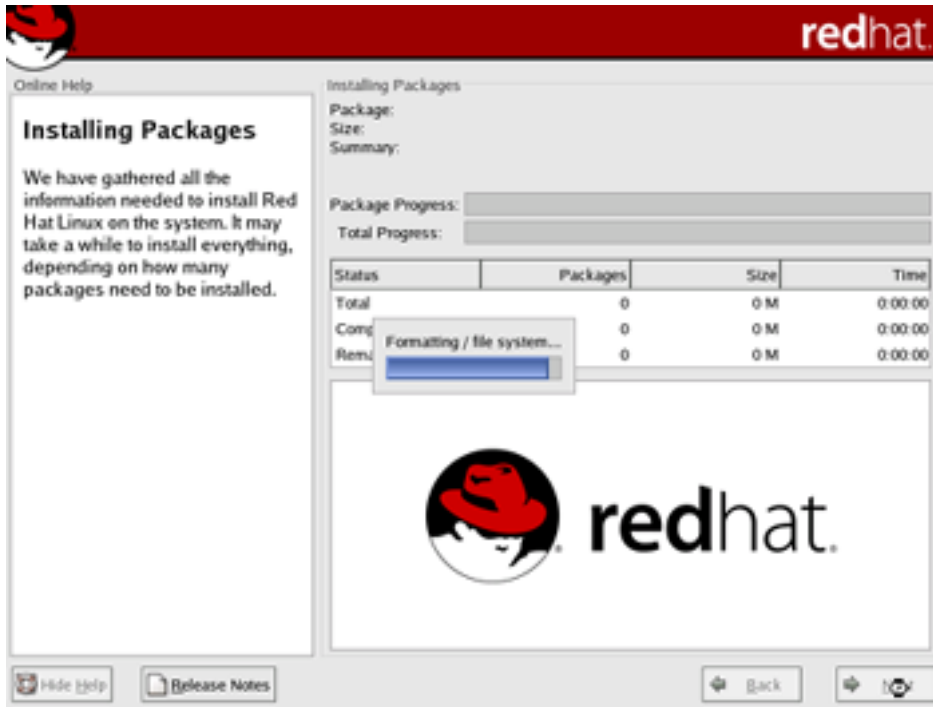 redhat.
Online Help
Installing Packages
We have gathered all the
information needed to install Red
Hat Linux on the system. It may
take a while to install everything,
depending on how many
packages need to be installed.
Installing Packages
Package:
Size:
Summary:
Package Progress:
Total Progress:
Status Packages Size Time
Total 0 0 M 0:00:00
Comp 0 0 M 0:00:00
Rema 0 0 M 0:00:00
Formatting / file system...
redhat.
Hide Help
Release Notes
Back